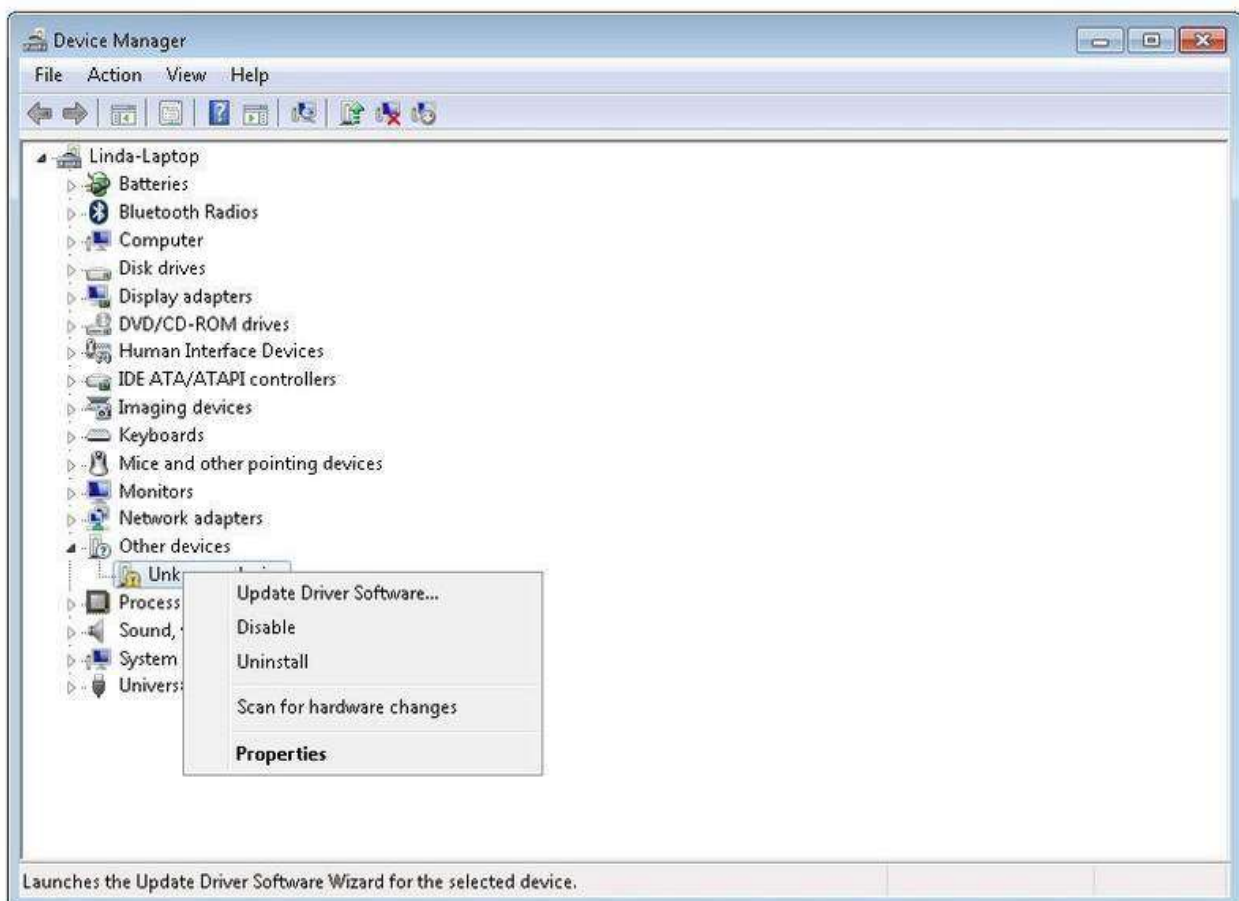 Device Manager
File Action View Help
Linda-Laptop
Batteries
Bluetooth Radios
Computer
Disk drives
Display adapters
DVD/CD-ROM drives
Human Interface Devices
IDE ATA/ATAPI controllers
Imaging devices
Keyboards
Mice and other pointing devices
Monitors
Network adapters
Other devices
Unk
Process
Sound,
System
Univers
Update Driver Software...
Disable
Uninstall
Scan for hardware changes
Properties
Launches the Update Driver Software Wizard for the selected device.